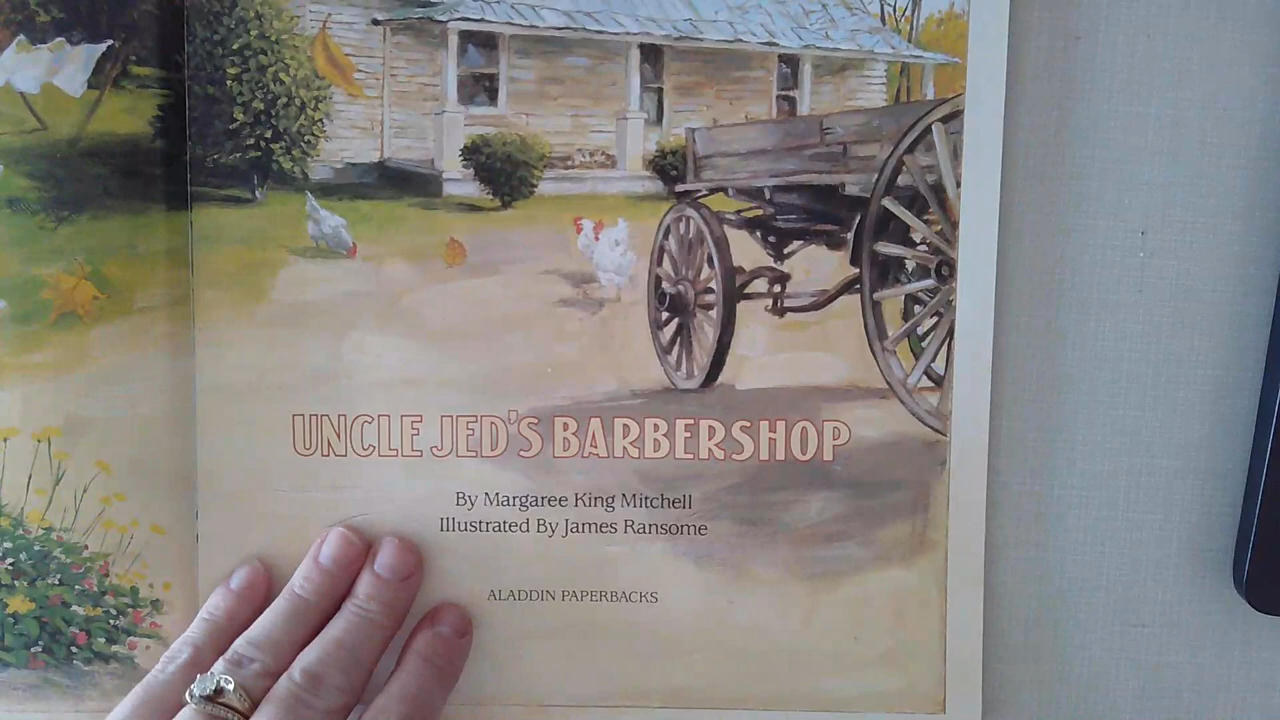 UNCLE JED'S BARBERSHOP
By Margaree King Mitchell
Illustrated By James Ransome
ALADDIN PAPERBACKS